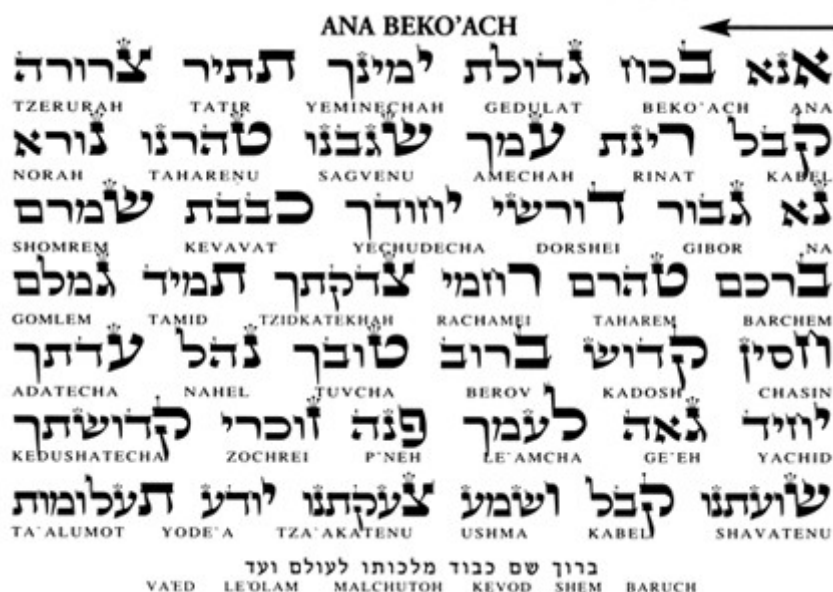 ANA BEKO'ACH
אנא בכוח גדולת ימינך תתיר צרורה
TZERURAH TATIR YEMINECHAH GEDULAT BEKO'ACH ANA
קבל רינת עמך שגבנו טהרנו נורא
NORAH TAHARENU SAGVENU AMECHAH RINAT KABEL
נא גבור דורשי יחודך כבבת שמרם
SHOMREM KEVAVAT YECHUDECHA DORSHEI GIBOR NA
ברכם טהרם רחמי צדקתך תמיד גמלם
GOMLEM TAMID TZIDKATEKHAH RACHAMEI TAHAREM BARCHEM
חסין קדוש ברוב טובך נהל עדתך
ADATECHA NAHEL TUVCHA BEROV KADOSH CHASIN
יחיד גאה לעמך פנה זוכרי קדושתך
KEDUSHATECHA ZOCHREI P'NEH LE'AMCHA GE'EH YACHID
שועתנו קבל ושמע צעקתנו יודע תעלומות
TA'ALUMOT YODE'A TZA'AKATENU USHMA KABEL SHAVATENU
ברוך שם כבוד מלכותו לעולם ועד
VA'ED LE'OLAM MALCHUTOH KEVOD SHEM BARUCH